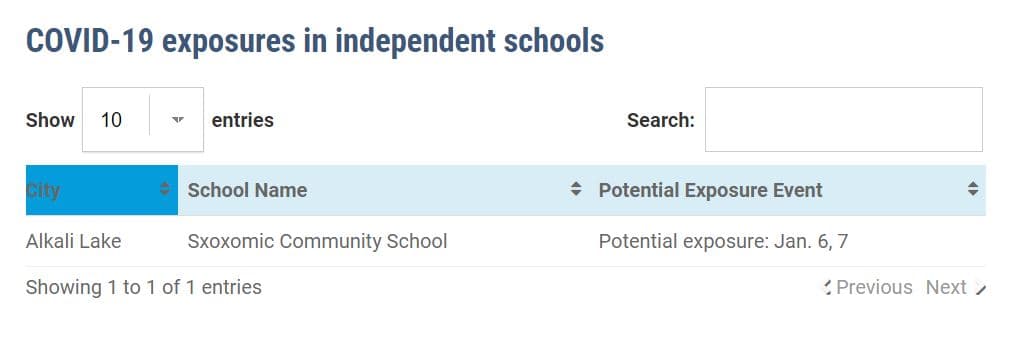 COVID-19 exposures in independent schools
Show 10 entries Search:
City School Name Potential Exposure Event
Alkali Lake Sxoxomic Community School Potential exposure: Jan. 6, 7
Showing 1 to 1 of 1 entries Previous Next